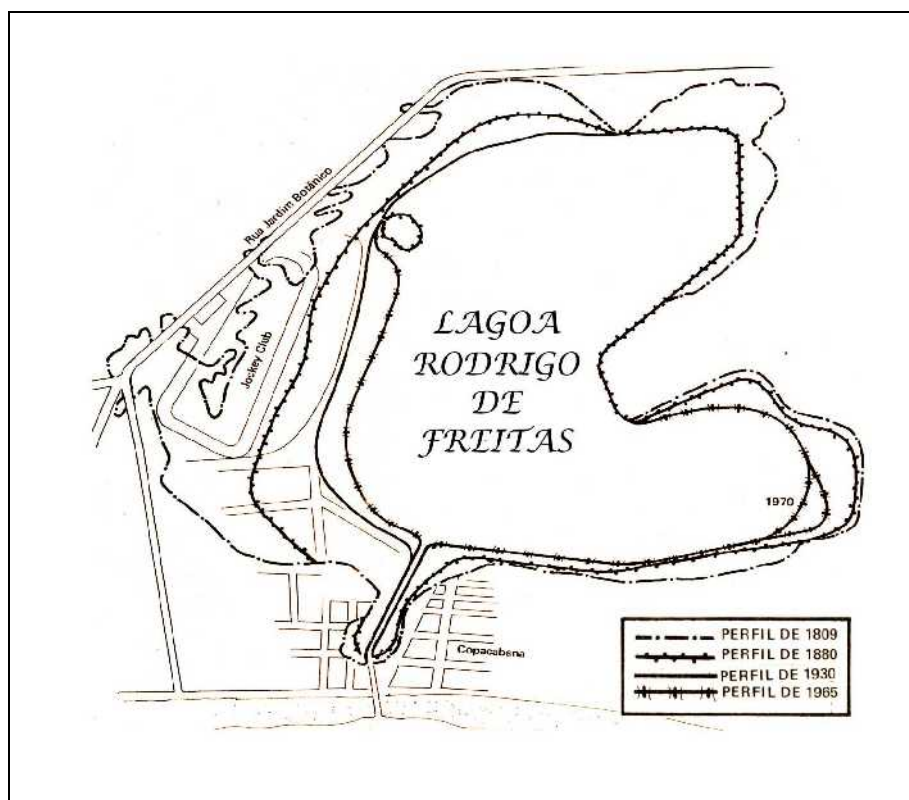 Rua Jardim Botânico
Jockey Club
LAGOA
RODRIGO
DE
FREITAS
1970
Copacabana
PERFIL DE 1809
PERFIL DE 1880
PERFIL DE 1930
PERFIL DE 1965